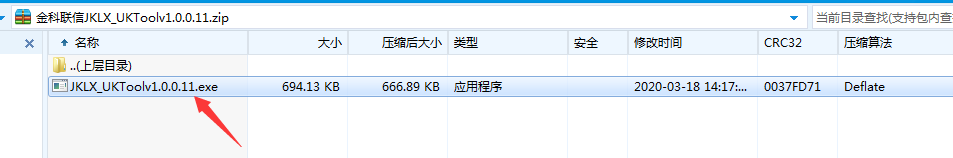 金科联信JKLX_UKToolv1.0.0.11.zip
当前目录查找(支持包内查
名称 大小 压缩后大小 类型 安全 修改时间 CRC32 压缩算法
..(上层目录)
JKLX_UKToolv1.0.0.11.exe 694.13 KB 666.89 KB 应用程序 2020-03-18 14:17:... 0037FD71 Deflate